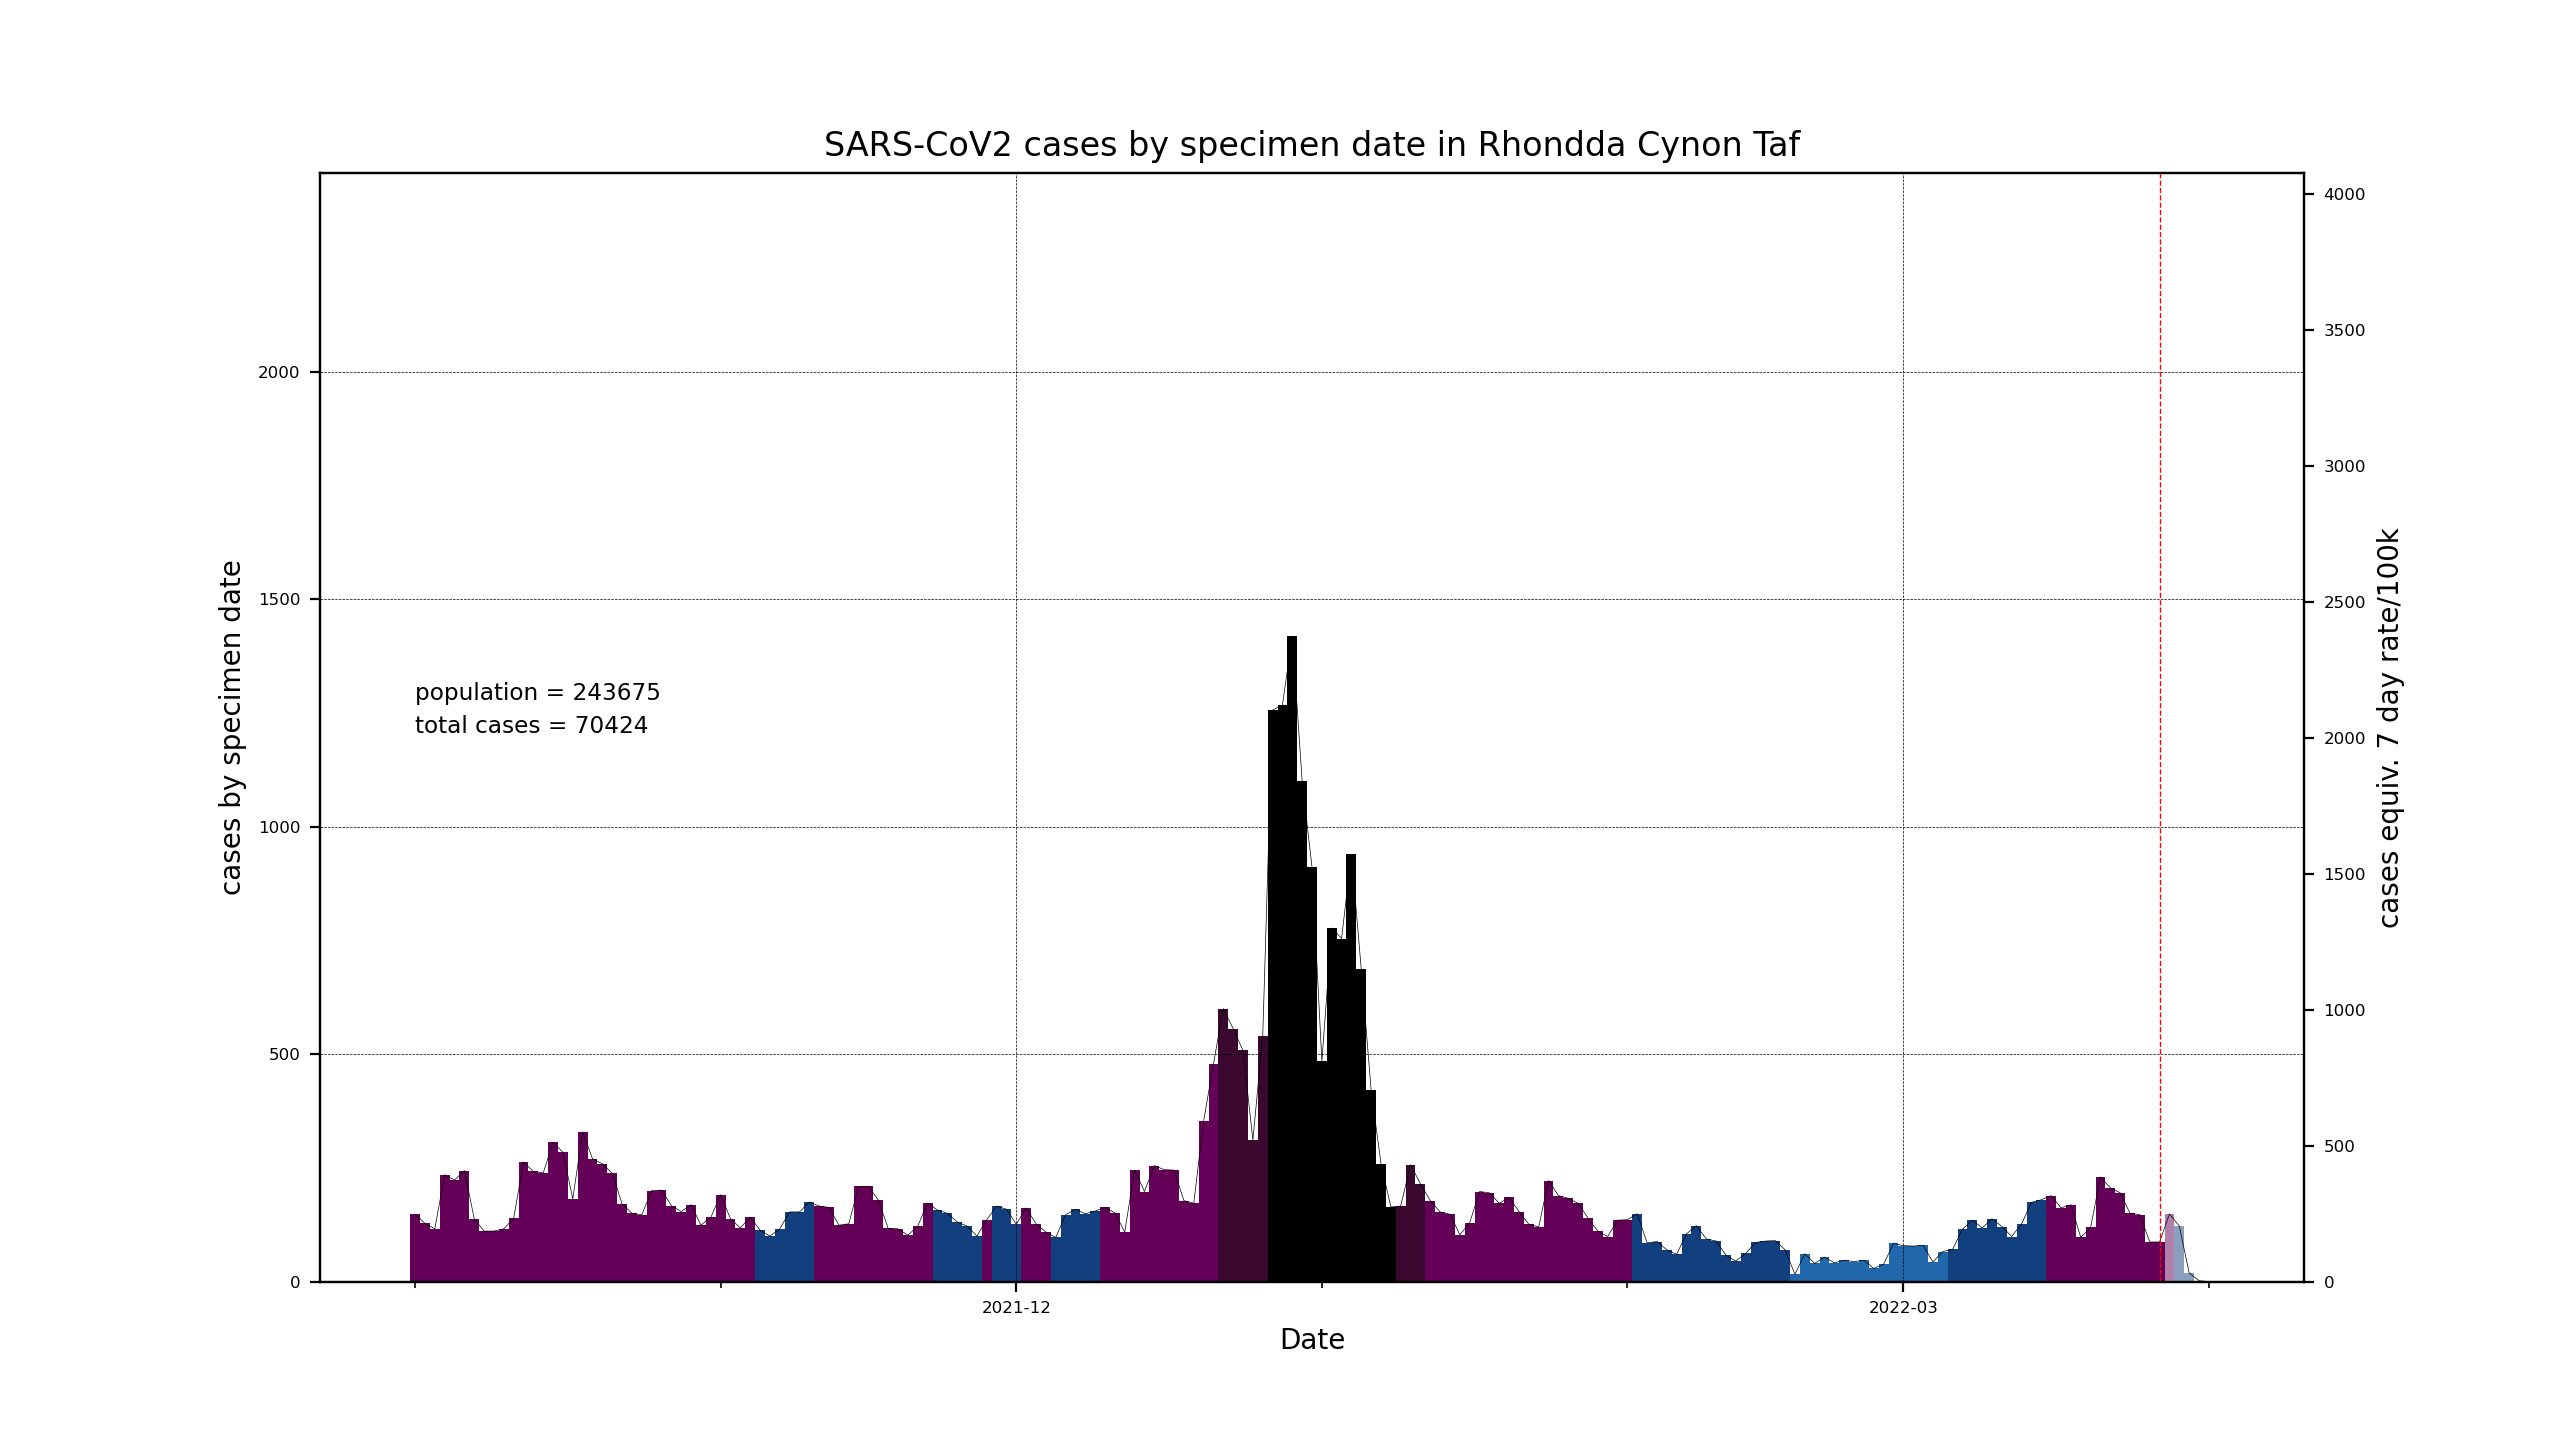 SARS-CoV2 cases by specimen date in Rhondda Cynon Taf
cases by specimen date
2000
1500
1000
500
0
population = 243675
total cases = 70424
4000
3500
3000
2500
2000
1500
1000
500
0
cases equiv. 7 day rate/100k
2021-12
2022-03
Date